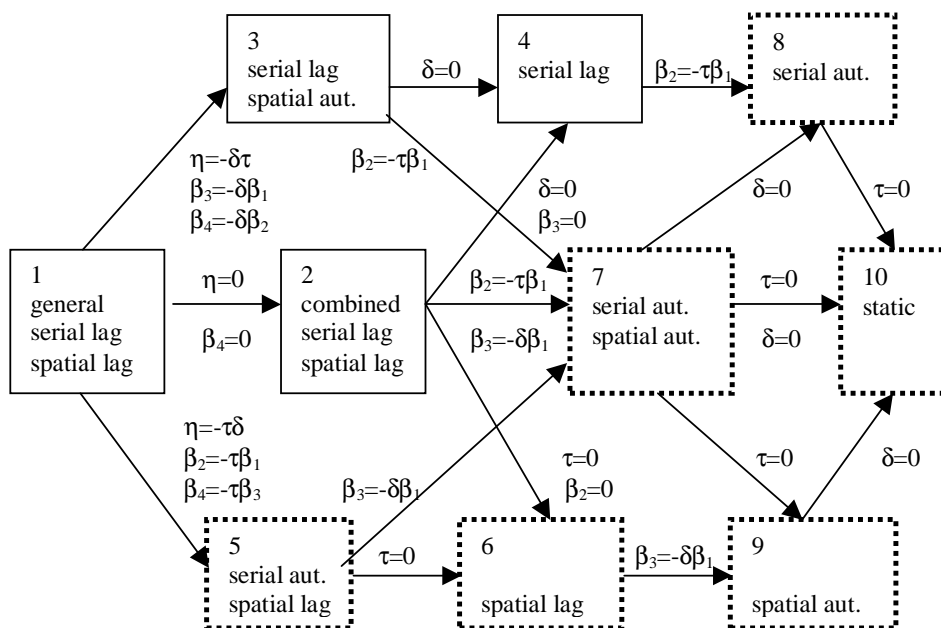 3
serial lag
spatial aut.
δ=0
4
serial lag
β₂=-τβ₁
8
serial aut.
η=-δτ
β₃=-δβ₁
β₄=-δβ₂
β₂=-τβ₁
δ=0
β₃=0
δ=0
τ=0
1
general
serial lag
spatial lag
η=0
β₄=0
2
combined
serial lag
spatial lag
β₂=-τβ₁
β₃=-δβ₁
7
serial aut.
spatial aut.
τ=0
δ=0
10
static
η=-τδ
β₂=-τβ₁
β₄=-τβ₃
β₃=-δβ₁
τ=0
β₂=0
τ=0
δ=0
5
serial aut.
spatial lag
τ=0
6
spatial lag
β₃=-δβ₁
9
spatial aut.